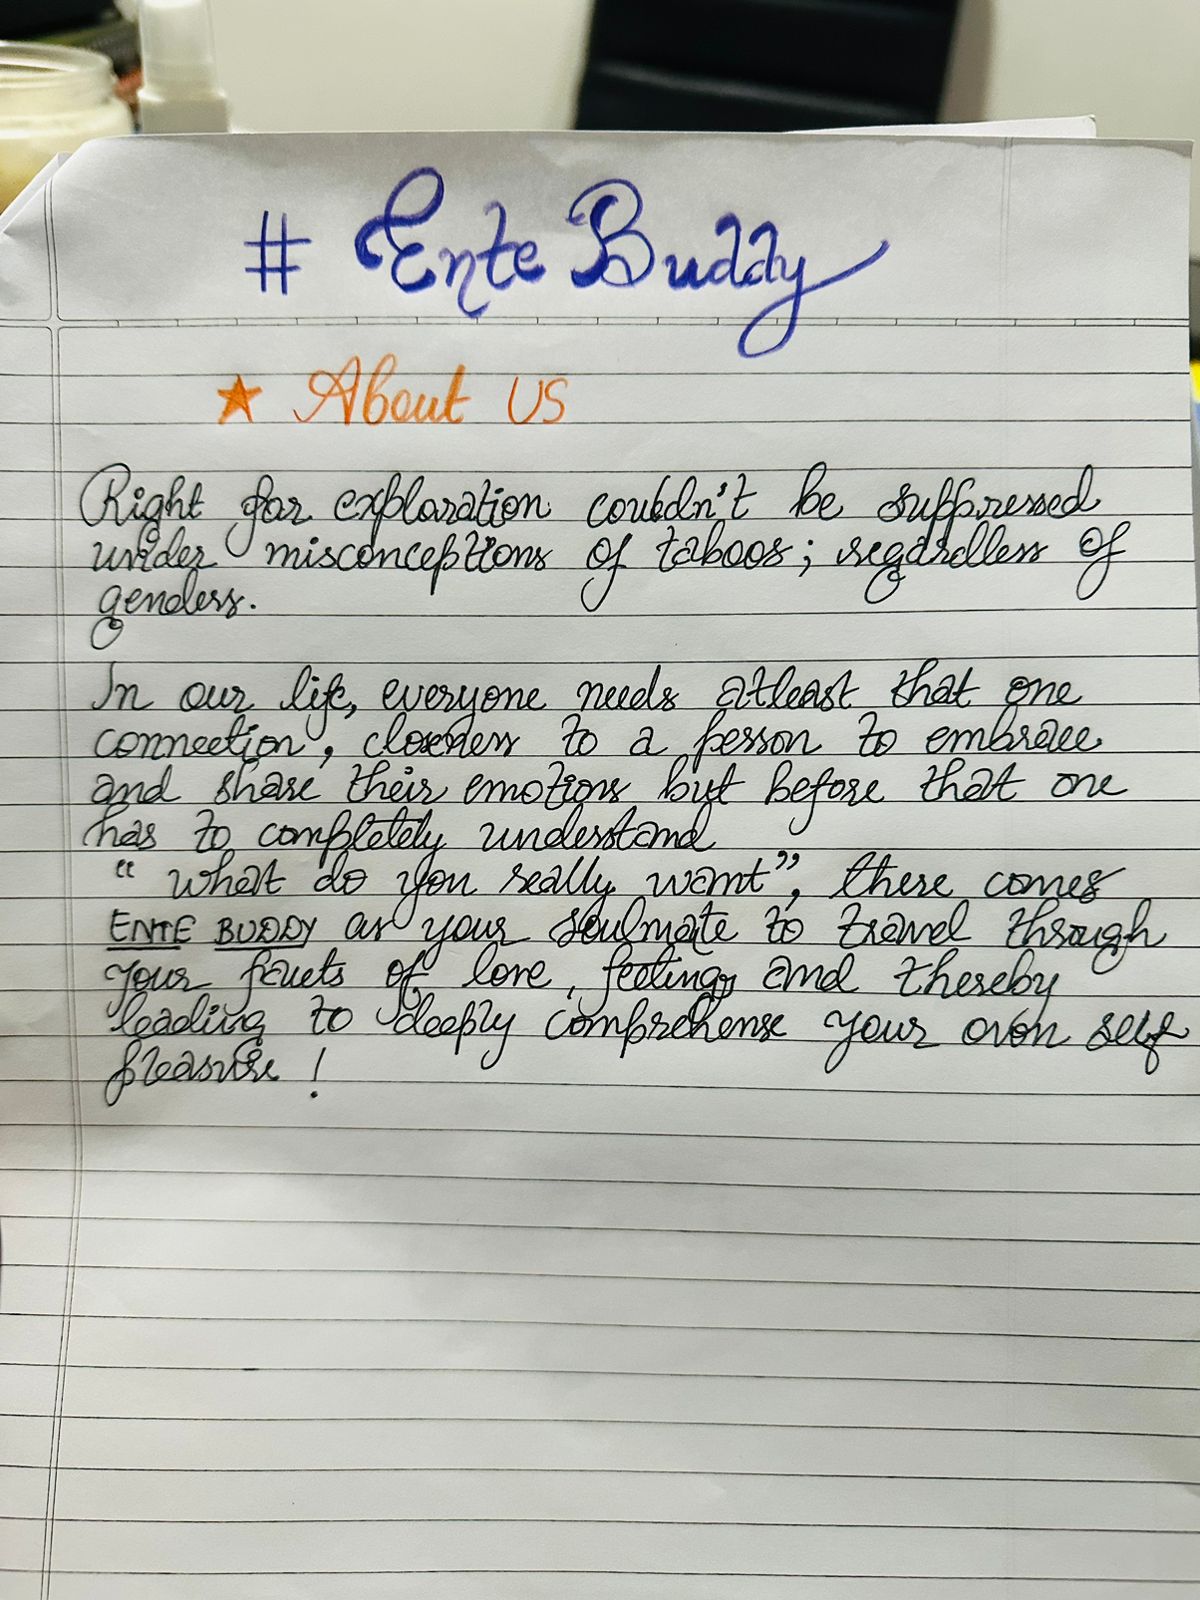 # Ente Buddy
★ About US
Right for exploration couldn't be suppressed
under misconceptions of taboos; regardless of
genders.
In our life, everyone needs atleast that one
connection, closeness to a person to embrace
and share their emotions but before that one
has to completely understand
"what do you really want", there comes
ENTE BUDDY as your soulmate to travel through
your facets of love, feelings and thereby
leading to deeply comprehense your own self
pleasure!